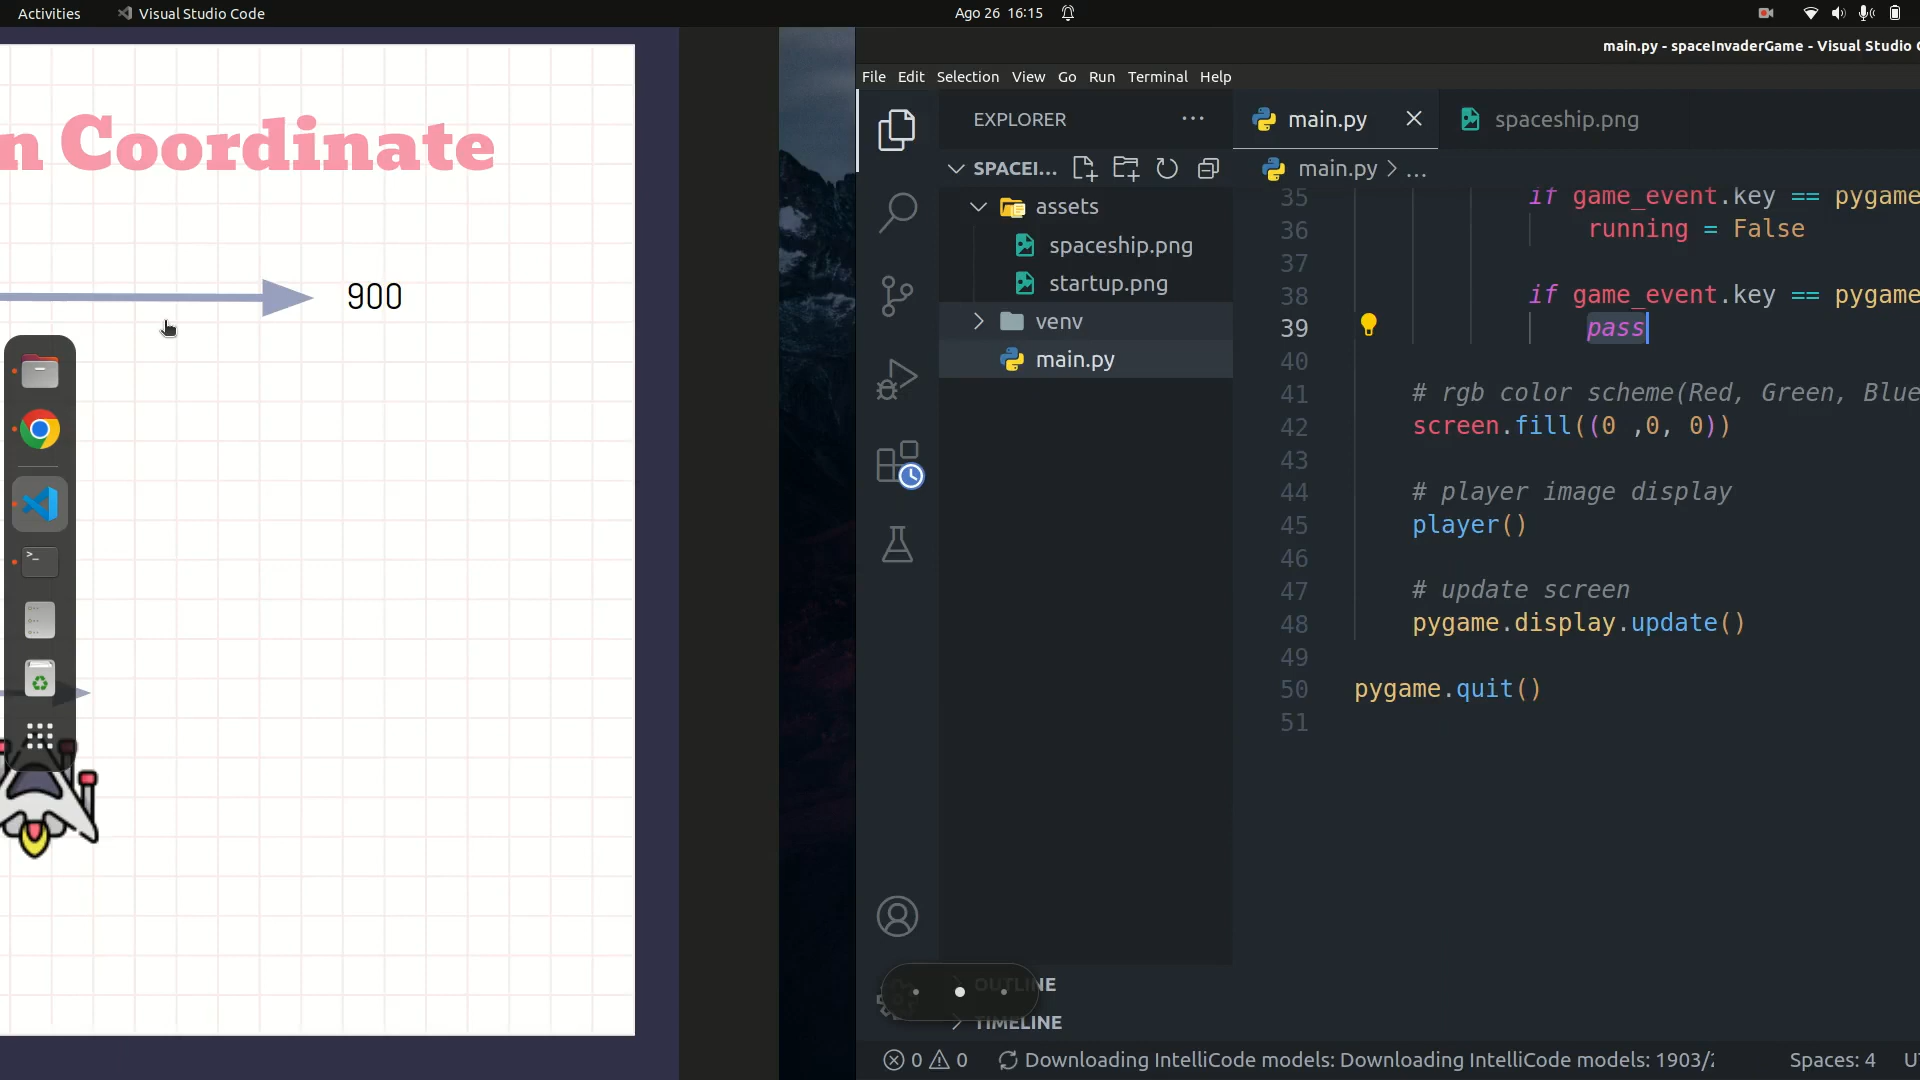 Activities
Visual Studio Code
Ago 26 16:15
n Coordinate
900
main.py - spaceInvaderGame - Visual Studio
File Edit Selection View Go Run Terminal Help
EXPLORER
SPACEI...
assets
spaceship.png
startup.png
venv
main.py
OUTLINE
TIMELINE
main.py
spaceship.png
main.py > ...
35 if game_event.key == pygame
36 running = False
37
38 if game_event.key == pygame
39 pass
40
41 # rgb color scheme(Red, Green, Blue
42 screen.fill((0 ,0, 0))
43
44 # player image display
45 player()
46
47 # update screen
48 pygame.display.update()
49
50 pygame.quit()
51
0 0 Downloading IntelliCode models: Downloading IntelliCode models: 1903/
Spaces: 4